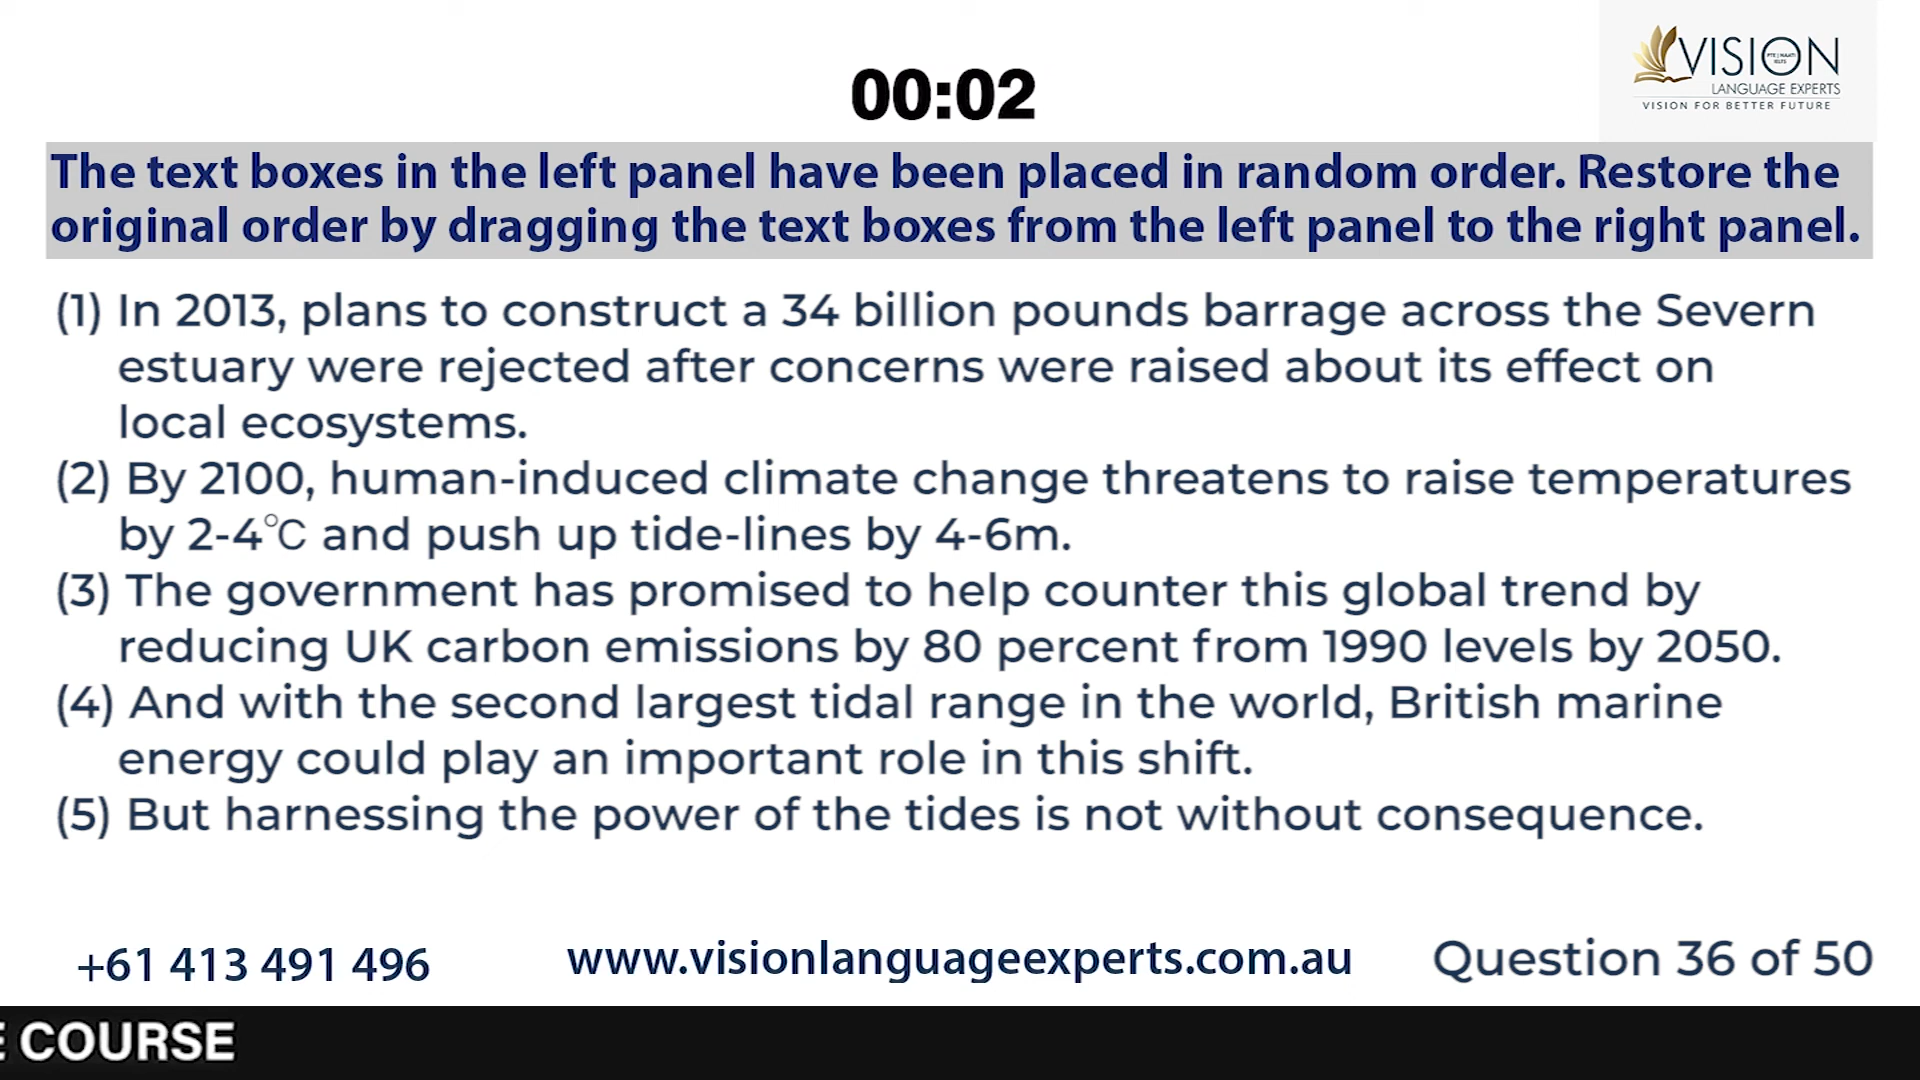 VISION
LANGUAGE EXPERTS
VISION FOR BETTER FUTURE
00:02
The text boxes in the left panel have been placed in random order. Restore the
original order by dragging the text boxes from the left panel to the right panel.
(1) In 2013, plans to construct a 34 billion pounds barrage across the Severn
estuary were rejected after concerns were raised about its effect on
local ecosystems.
(2) By 2100, human-induced climate change threatens to raise temperatures
by 2-4°C and push up tide-lines by 4-6m.
(3) The government has promised to help counter this global trend by
reducing UK carbon emissions by 80 percent from 1990 levels by 2050.
(4) And with the second largest tidal range in the world, British marine
energy could play an important role in this shift.
(5) But harnessing the power of the tides is not without consequence.
+61 413 491 496
www.visionlanguageexperts.com.au
Question 36 of 50
COURSE